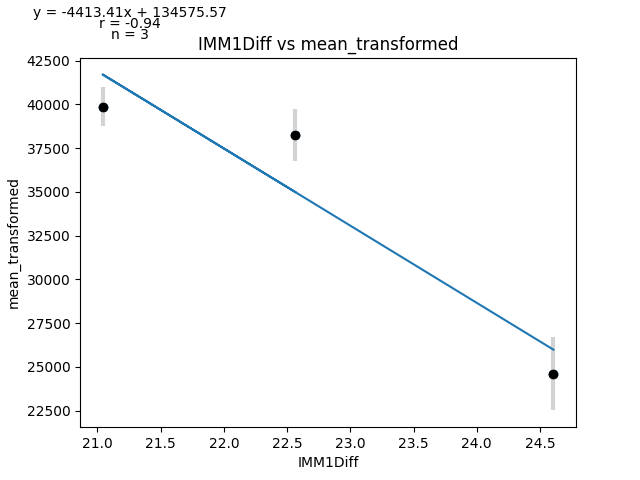 y = -4413.41x + 134575.57
r = -0.94
n = 3
IMM1Diff vs mean_transformed
42500
40000
37500
35000
32500
30000
27500
25000
22500
mean_transformed
21.0 21.5 22.0 22.5 23.0 23.5 24.0 24.5
IMM1Diff